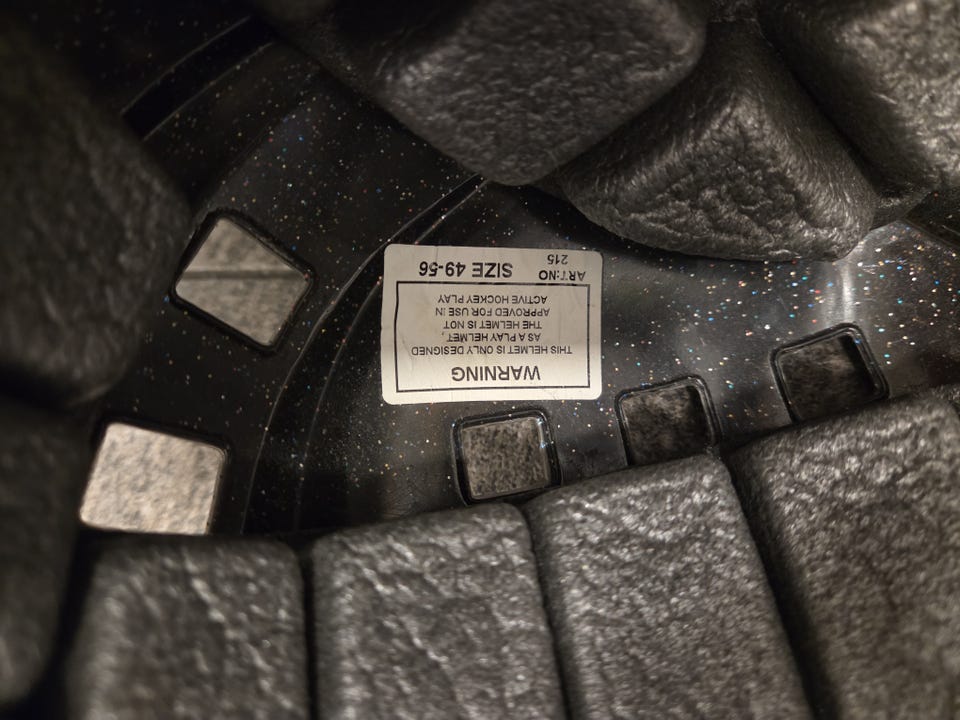 WARNING
THIS HELMET IS ONLY DESIGNED
AS A PLAY HELMET,
THE HELMET IS NOT
APPROVED FOR USE IN
ACTIVE HOCKEY PLAY
ART:NO 215 SIZE 49-56